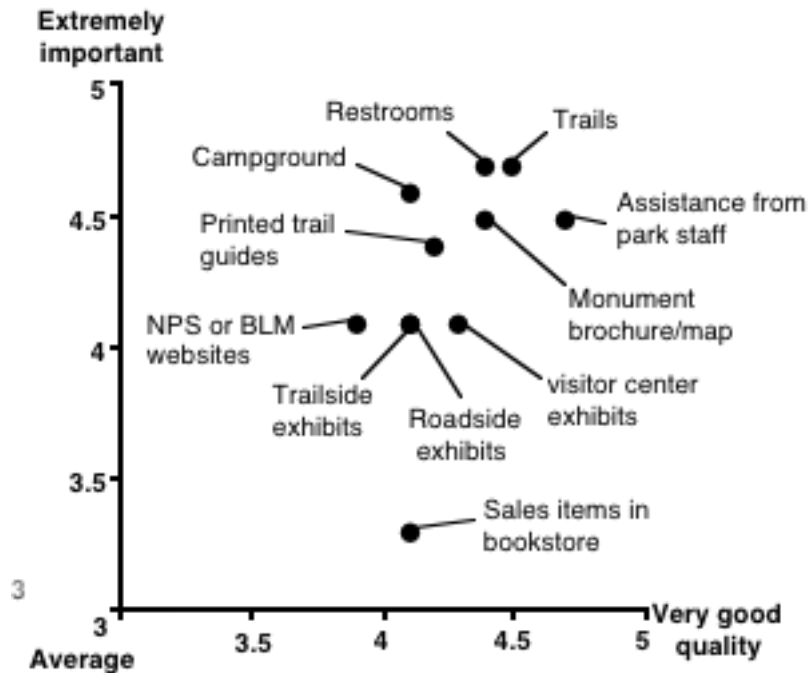 Extremely
important
5
Restrooms
Trails
Campground
4.5
Assistance from
park staff
Printed trail
guides
Monument
brochure/map
NPS or BLM
websites
4
Trailside
exhibits
Roadside
exhibits
visitor center
exhibits
3.5
Sales items in
bookstore
3
3
3.5
4
4.5
5
Very good
quality
Average